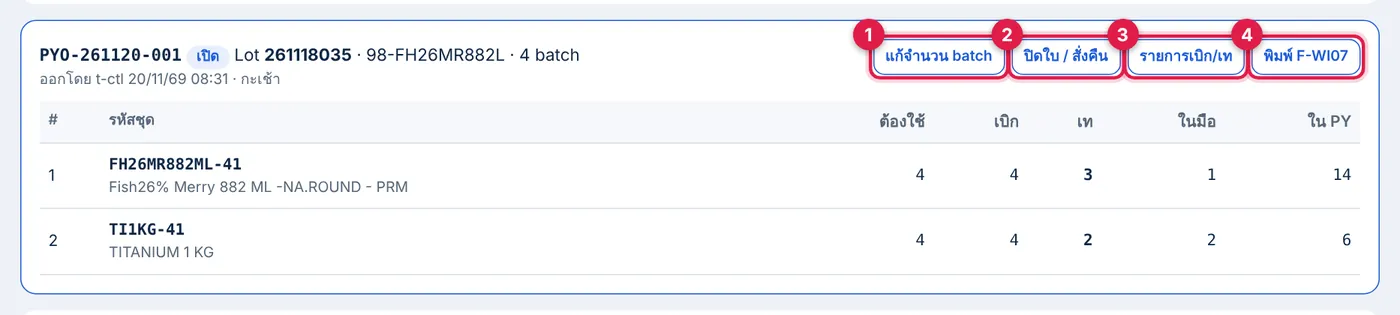 PYO-261120-001 เปิด Lot 261118035 · 98-FH26MR882L · 4 batch
ออกโดย t-ctl 20/11/69 08:31 · กะเช้า
1 แก้จำนวน batch 2 ปิดใบ / สั่งคืน 3 รายการเบิก/เท 4 พิมพ์ F-WI07
# รหัสชุด ต้องใช้ เบิก เท ในมือ ใน PY
1 FH26MR882ML-41 4 4 3 1 14
Fish26% Merry 882 ML -NA.ROUND - PRM
2 TI1KG-41 4 4 2 2 6
TITANIUM 1 KG